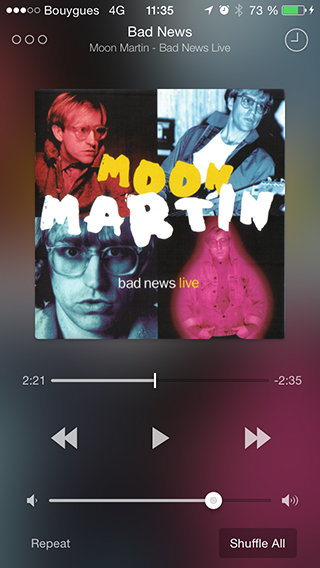 Bouygues 4G 11:35 73 %
Bad News
Moon Martin - Bad News Live
MOON
MARTIN
bad news live
2:21 -2:35
Repeat Shuffle All